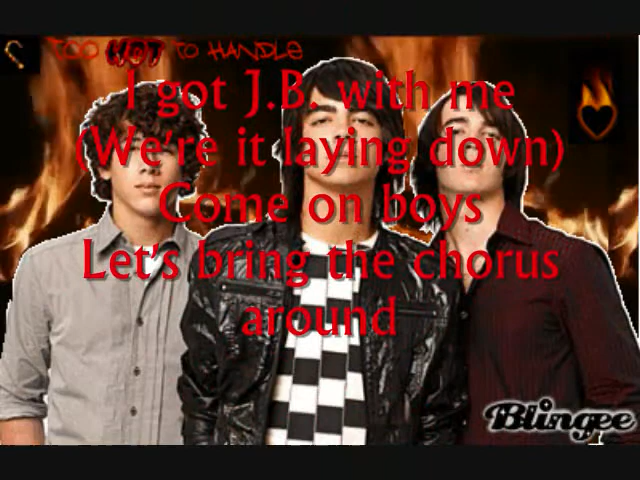 TOO HOT TO HANDLE
I got J.B. with me
(We're it laying down)
Come on boys
Let's bring the chorus
around
Blingee